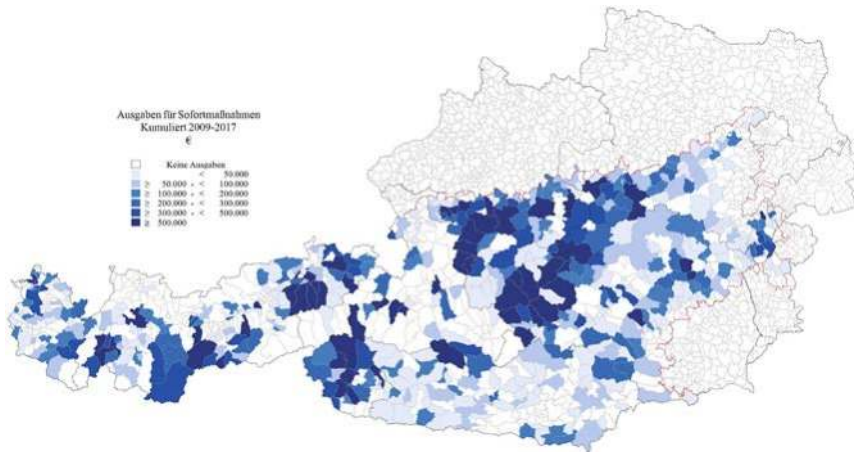 Ausgaben für Sofortmaßnahmen
Kumuliert 2009-2017
€
Keine Ausgaben
< 50.000
≥ 50.000 - < 100.000
≥ 100.000 - < 200.000
≥ 200.000 - < 300.000
≥ 300.000 - < 500.000
≥ 500.000